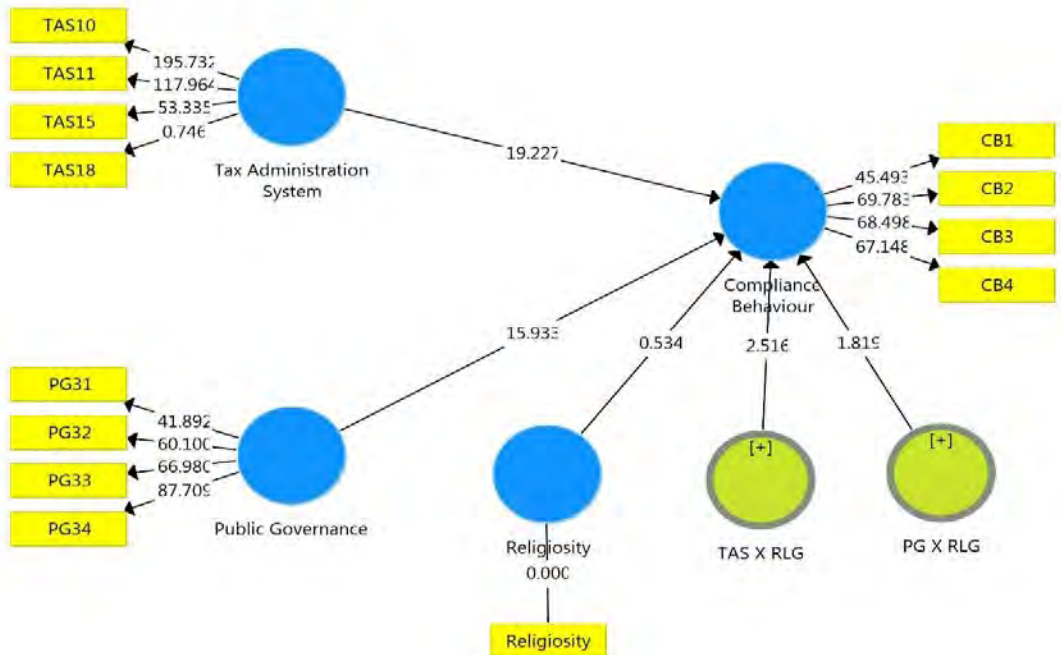 TAS10
TAS11
TAS15
TAS18
195.732
117.964
53.335
0.746
Tax Administration
System
19.227
CB1
CB2
CB3
CB4
45.493
69.783
68.498
67.148
Compliance
Behaviour
15.933
0.534
2.516
1.819
PG31
PG32
PG33
PG34
41.892
60.100
66.980
87.709
Public Governance
Religiosity
0.000
Religiosity
[+]
TAS X RLG
[+]
PG X RLG